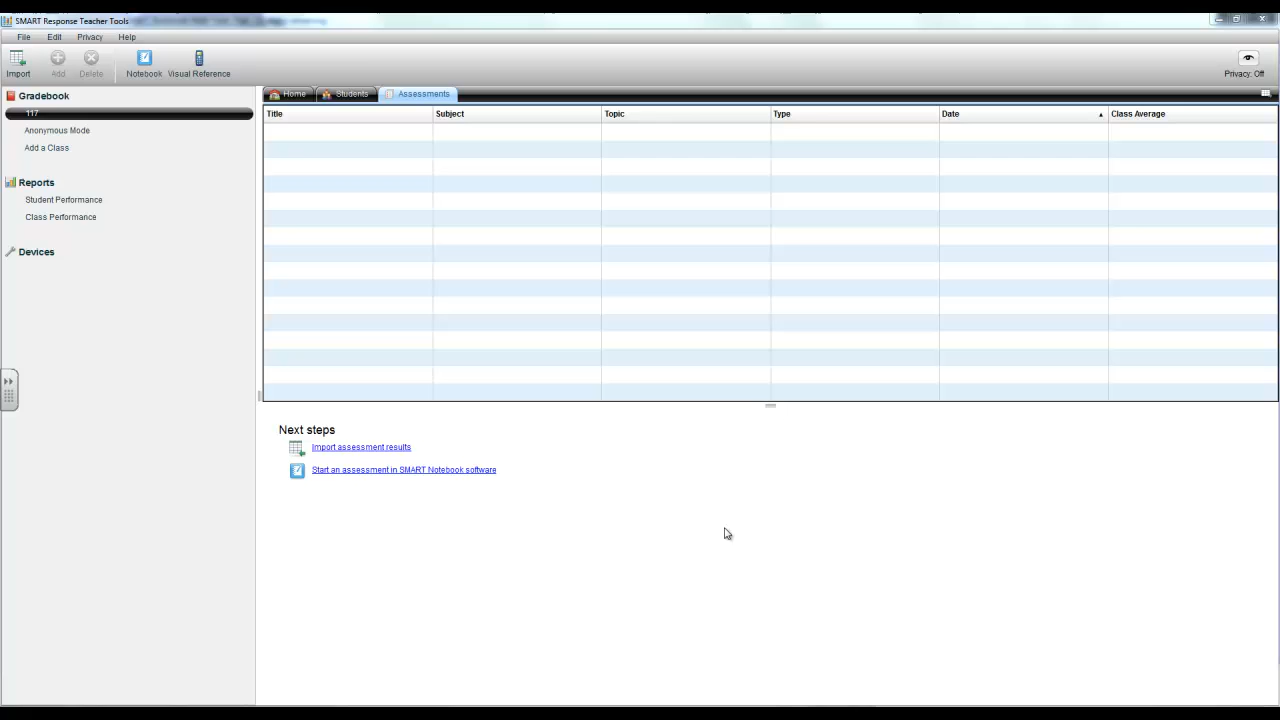 SMART Response Teacher Tools
File Edit Privacy Help
Import Add Delete Notebook Visual Reference Privacy: Off
Gradebook
117
Anonymous Mode
Add a Class
Reports
Student Performance
Class Performance
Devices
Home Students Assessments
Title Subject Topic Type Date Class Average
Next steps
Import assessment results
Start an assessment in SMART Notebook software